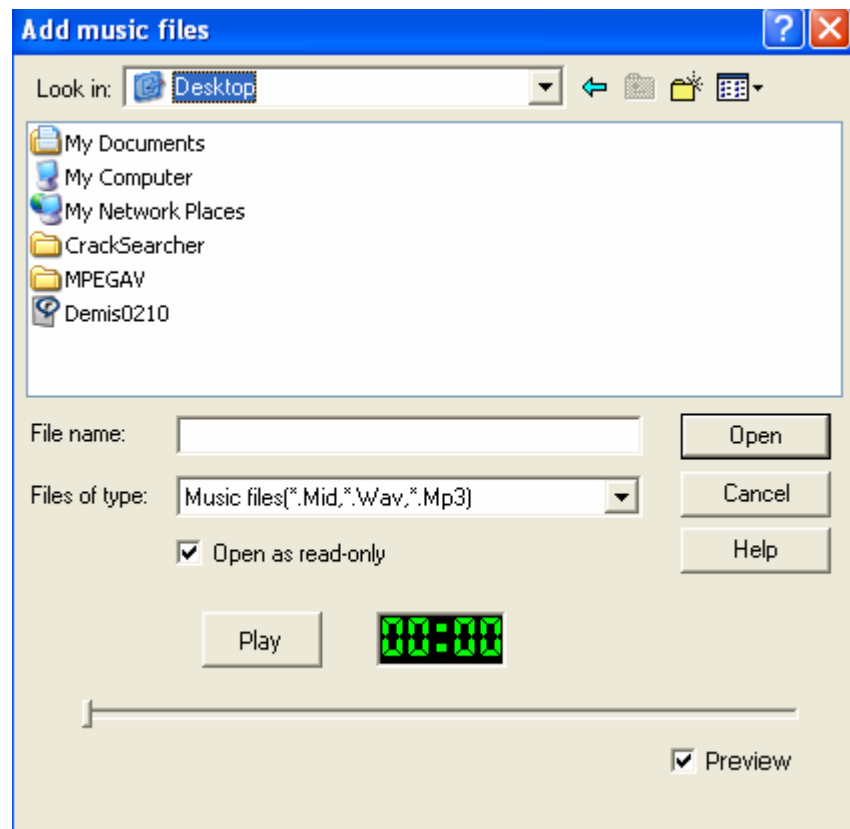 Add music files
Look in: Desktop
My Documents
My Computer
My Network Places
CrackSearcher
MPEGAV
Demis0210
File name: Open
Files of type: Music files(*.Mid,*.Wav,*.Mp3) Cancel
Open as read-only Help
Play 00:00
Preview